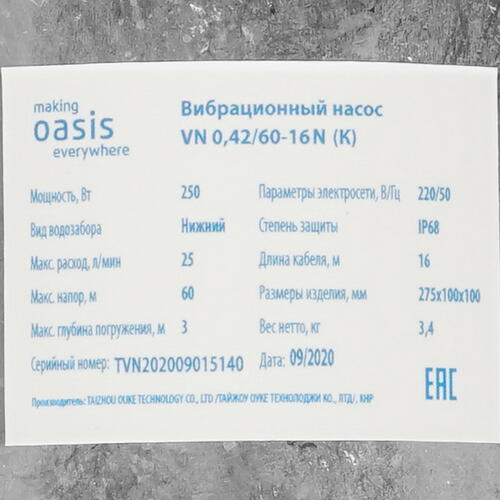 making
oasis
everywhere
Вибрационный насос
VN 0,42/60-16N (К)
Мощность, Вт 250 Параметры электросети, В/Гц 220/50
Вид водозабора Нижний Степень защиты IP68
Макс. расход, л/мин 25 Длина кабеля, м 16
Макс. напор, м 60 Размеры изделия, мм 275х100х100
Макс. глубина погружения, м 3 Вес нетто, кг 3,4
Серийный номер: TVN202009015140 Дата: 09/2020
EAC
Производитель: TAIZHOU OUKE TECHNOLOGY CO., LTD /ТАЙЖОУ ОУКЕ ТЕХНОЛОДЖИ КО., ЛТД/, КНР